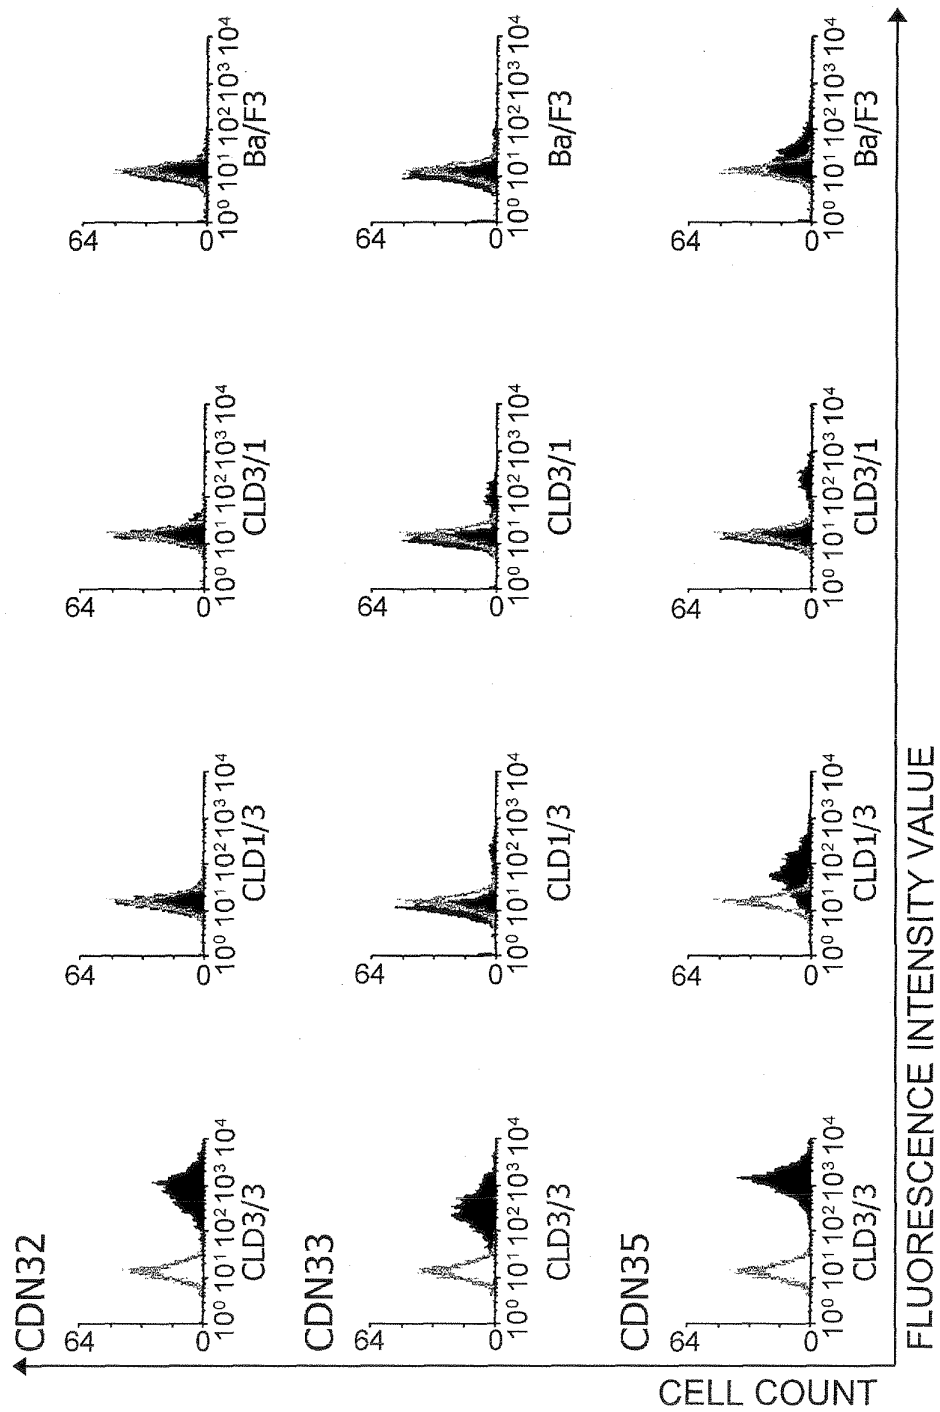 CDN32
64
0
10⁰ 10¹ 10² 10³ 10⁴
CLD3/3
64
0
10⁰ 10¹ 10² 10³ 10⁴
CLD1/3
64
0
10⁰ 10¹ 10² 10³ 10⁴
CLD3/1
64
0
10⁰ 10¹ 10² 10³ 10⁴
Ba/F3
CDN33
64
0
10⁰ 10¹ 10² 10³ 10⁴
CLD3/3
64
0
10⁰ 10¹ 10² 10³ 10⁴
CLD1/3
64
0
10⁰ 10¹ 10² 10³ 10⁴
CLD3/1
64
0
10⁰ 10¹ 10² 10³ 10⁴
Ba/F3
CDN35
64
0
10⁰ 10¹ 10² 10³ 10⁴
CLD3/3
64
0
10⁰ 10¹ 10² 10³ 10⁴
CLD1/3
64
0
10⁰ 10¹ 10² 10³ 10⁴
CLD3/1
64
0
10⁰ 10¹ 10² 10³ 10⁴
Ba/F3
CELL COUNT
FLUORESCENCE INTENSITY VALUE